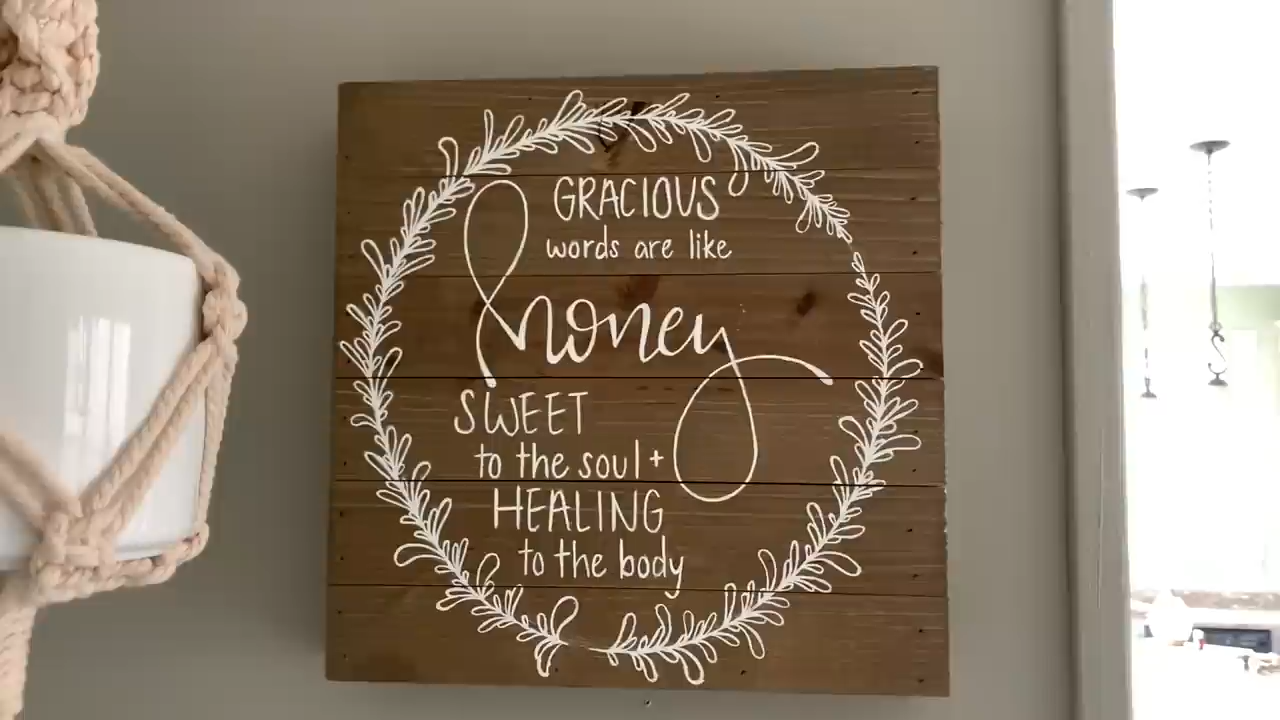 GRACIOUS
words are like
honey
SWEET
to the soul +
HEALING
to the body